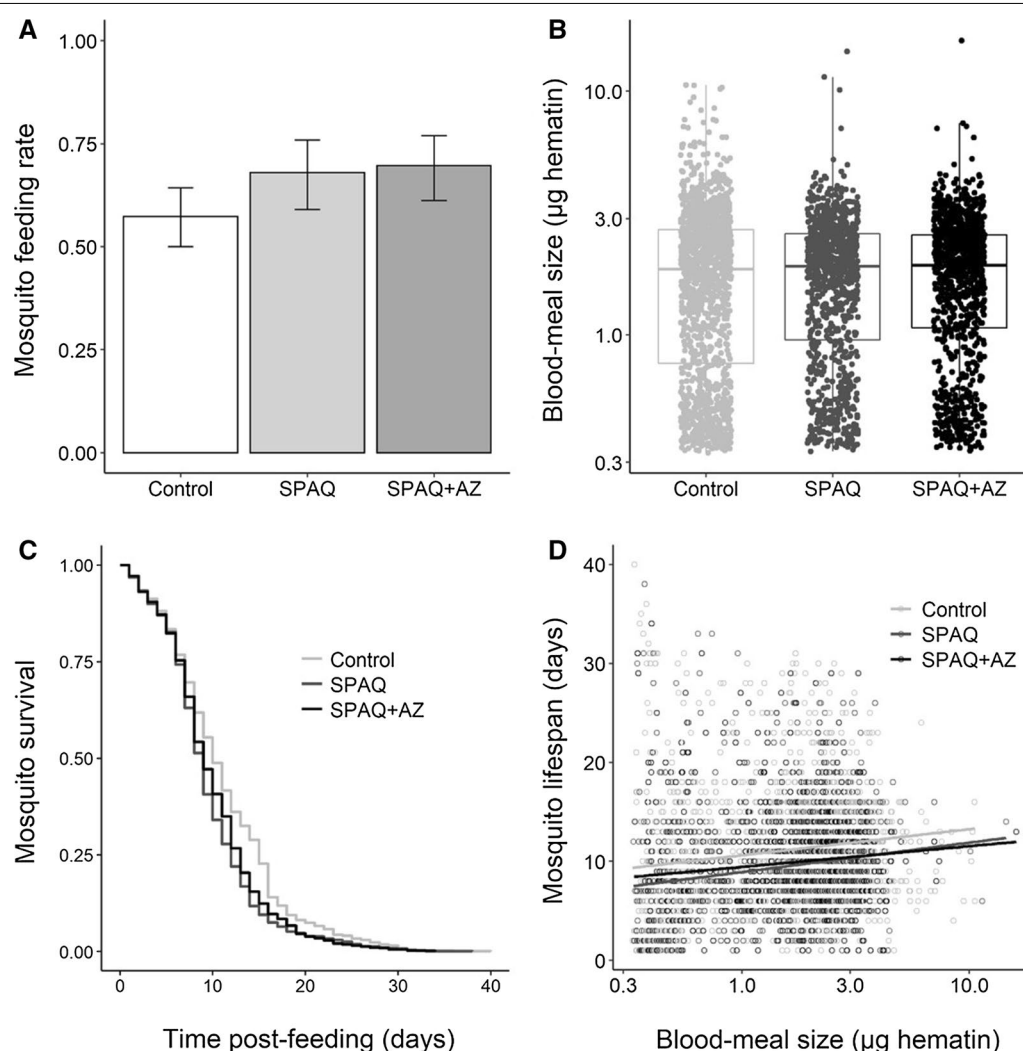 A
Mosquito feeding rate
1.00
0.75
0.50
0.25
0.00
Control SPAQ SPAQ+AZ
B
Blood-meal size (µg hematin)
10.0
3.0
1.0
0.3
Control SPAQ SPAQ+AZ
C
Mosquito survival
1.00
0.75
0.50
0.25
0.00
Control
SPAQ
SPAQ+AZ
0 10 20 30 40
Time post-feeding (days)
D
Mosquito lifespan (days)
40
30
20
10
0
Control
SPAQ
SPAQ+AZ
0.3 1.0 3.0 10.0
Blood-meal size (µg hematin)